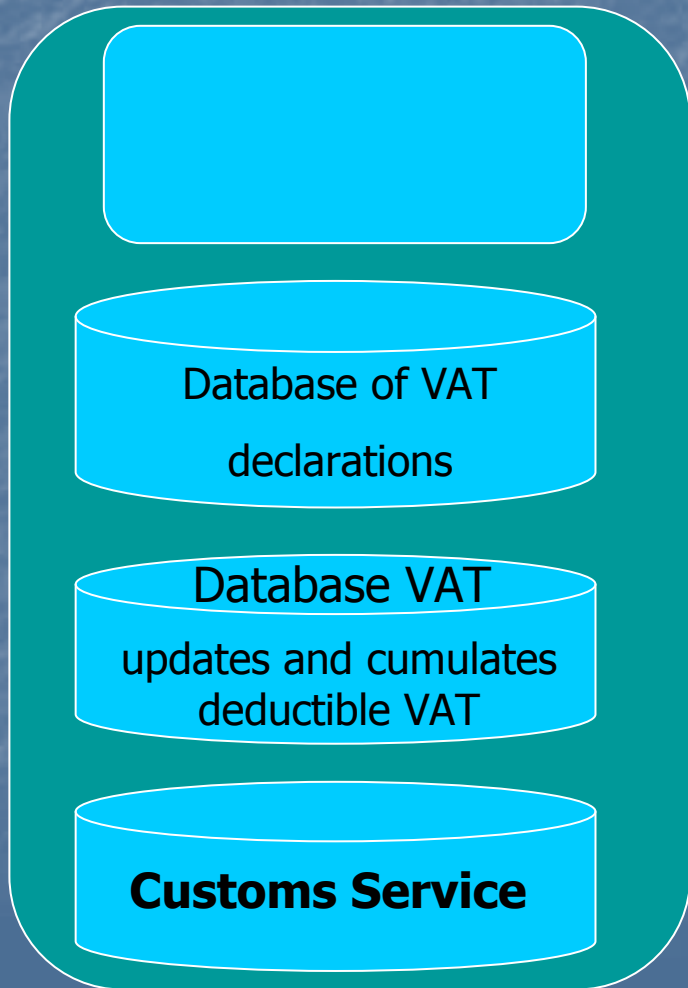 Database of VAT
declarations
Database VAT
updates and cumulates
deductible VAT
Customs Service